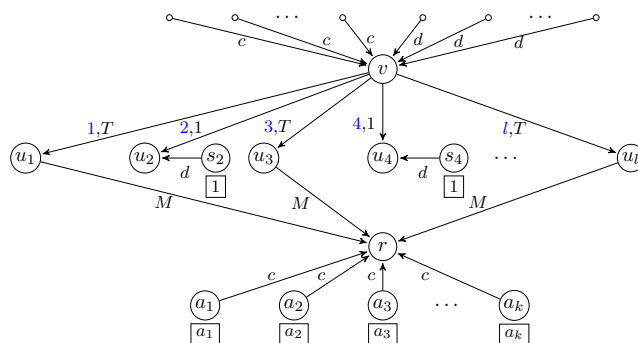 ... ...
c c c d d d
v
1,T 2,1 3,T 4,1 l,T
u₁ u₂ s₂ u₃ u₄ s₄ ... uₗ
d d
1 1
M M M
r
c c c c
a₁ a₂ a₃ ... aₖ
a₁ a₂ a₃ aₖ